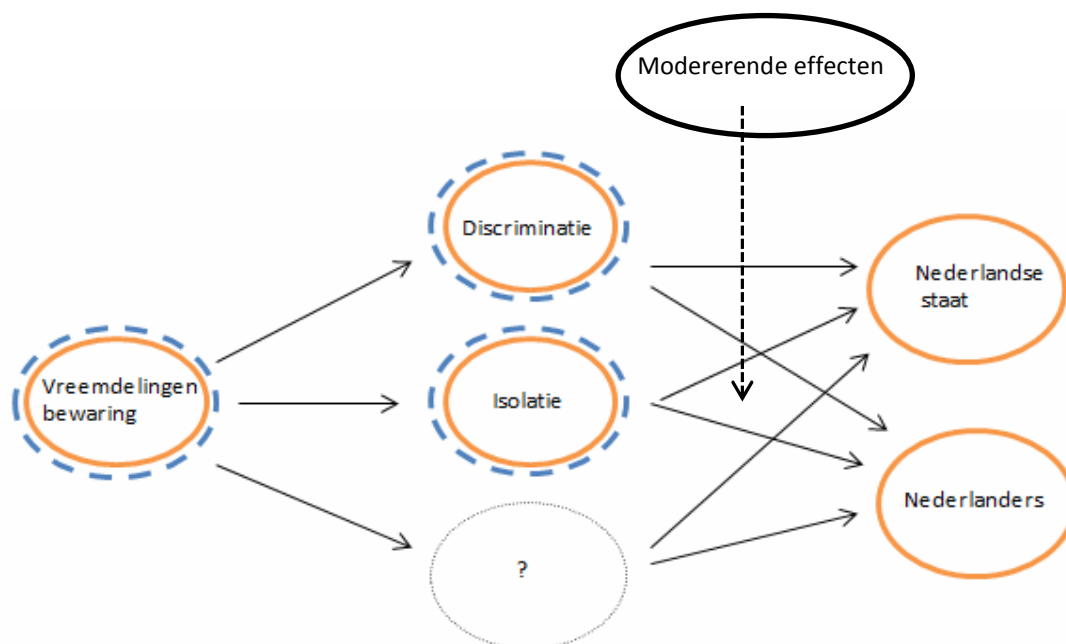 Modererende effecten
Discriminatie
Nederlandse
staat
Vreemdelingen
bewaring
Isolatie
Nederlanders
?